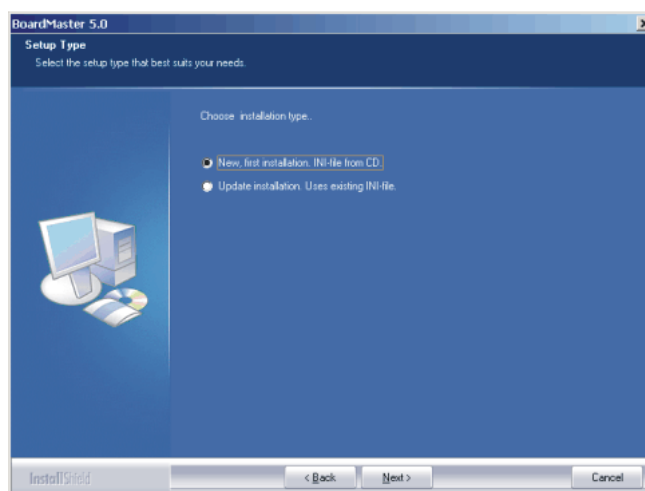 BoardMaster 5.0
Setup Type
Select the setup type that best suits your needs.
Choose installation type..
New, first installation. INI-file from CD.
Update installation. Uses existing INI-file.
InstallShield
< Back
Next >
Cancel